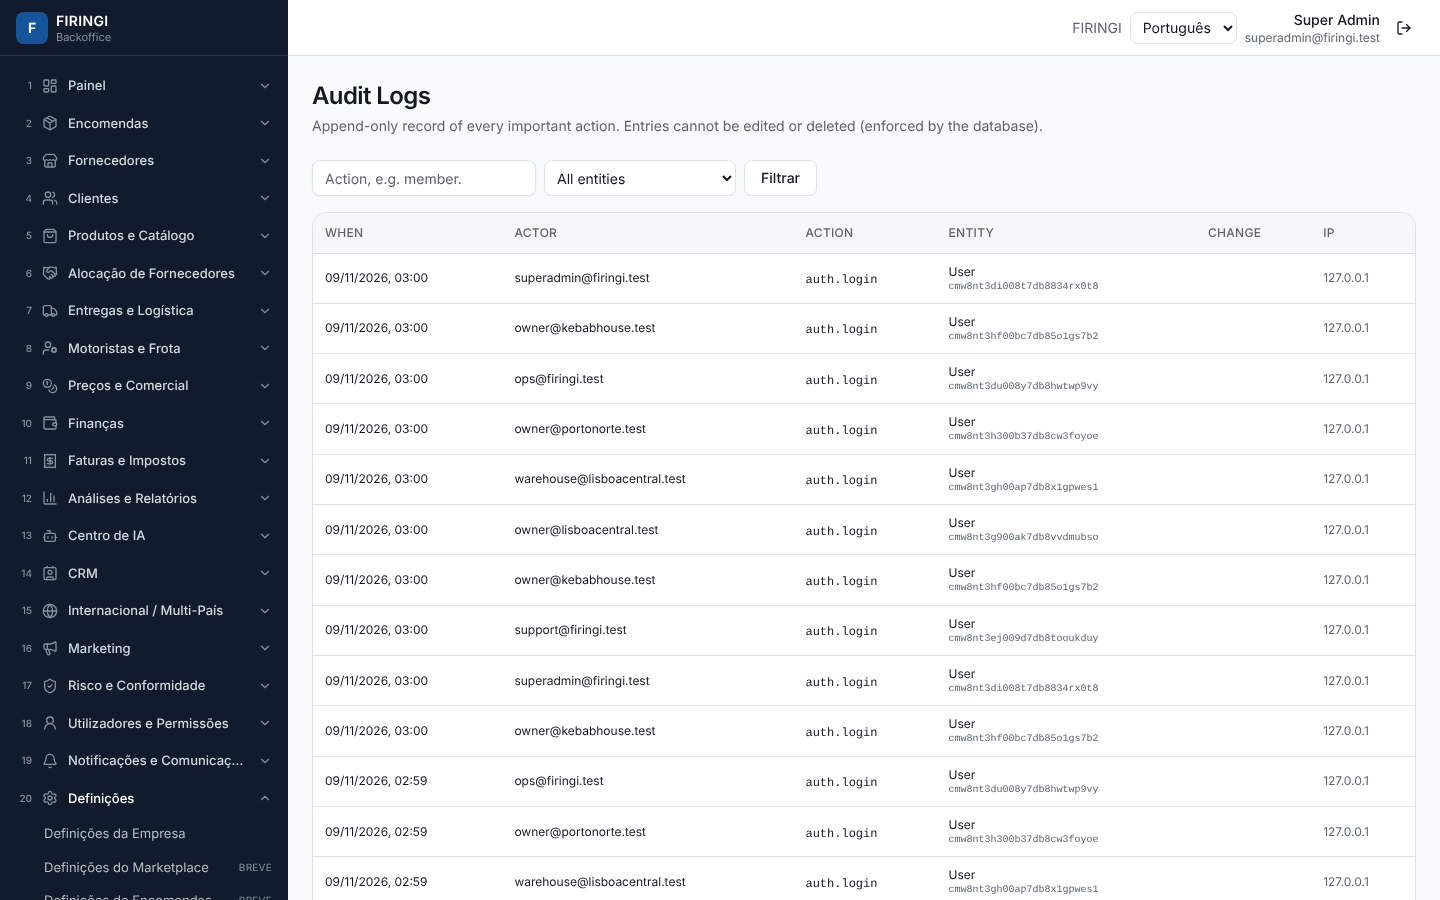 F
FIRINGI
Backoffice
FIRINGI
Português
Super Admin
superadmin@firingi.test
1 Painel
2 Encomendas
3 Fornecedores
4 Clientes
5 Produtos e Catálogo
6 Alocação de Fornecedores
7 Entregas e Logística
8 Motoristas e Frota
9 Preços e Comercial
10 Finanças
11 Faturas e Impostos
12 Análises e Relatórios
13 Centro de IA
14 CRM
15 Internacional / Multi-País
16 Marketing
17 Risco e Conformidade
18 Utilizadores e Permissões
19 Notificações e Comunicaç...
20 Definições
Definições da Empresa
Definições do Marketplace BREVE
Definições de Encomendas BREVE
Audit Logs
Append-only record of every important action. Entries cannot be edited or deleted (enforced by the database).
Action, e.g. member.
All entities
Filtrar
WHEN ACTOR ACTION ENTITY CHANGE IP
09/11/2026, 03:00 superadmin@firingi.test auth.login User 127.0.0.1
cmw8nt3di008t7db8834rx0t8
09/11/2026, 03:00 owner@kebabhouse.test auth.login User 127.0.0.1
cmw8nt3hf00bc7db85o1gs7b2
09/11/2026, 03:00 ops@firingi.test auth.login User 127.0.0.1
cmw8nt3du008y7db8hwtwp9vy
09/11/2026, 03:00 owner@portonorte.test auth.login User 127.0.0.1
cmw8nt3h300b37db8cw3foyoe
09/11/2026, 03:00 warehouse@lisboacentral.test auth.login User 127.0.0.1
cmw8nt3gh00ap7db8x1gpwes1
09/11/2026, 03:00 owner@lisboacentral.test auth.login User 127.0.0.1
cmw8nt3g900ak7db8vvdmubso
09/11/2026, 03:00 owner@kebabhouse.test auth.login User 127.0.0.1
cmw8nt3hf00bc7db85o1gs7b2
09/11/2026, 03:00 support@firingi.test auth.login User 127.0.0.1
cmw8nt3ej009d7db8tooukduy
09/11/2026, 03:00 superadmin@firingi.test auth.login User 127.0.0.1
cmw8nt3di008t7db8834rx0t8
09/11/2026, 03:00 owner@kebabhouse.test auth.login User 127.0.0.1
cmw8nt3hf00bc7db85o1gs7b2
09/11/2026, 02:59 ops@firingi.test auth.login User 127.0.0.1
cmw8nt3du008y7db8hwtwp9vy
09/11/2026, 02:59 owner@portonorte.test auth.login User 127.0.0.1
cmw8nt3h300b37db8cw3foyoe
09/11/2026, 02:59 warehouse@lisboacentral.test auth.login User 127.0.0.1
cmw8nt3gh00ap7db8x1gpwes1